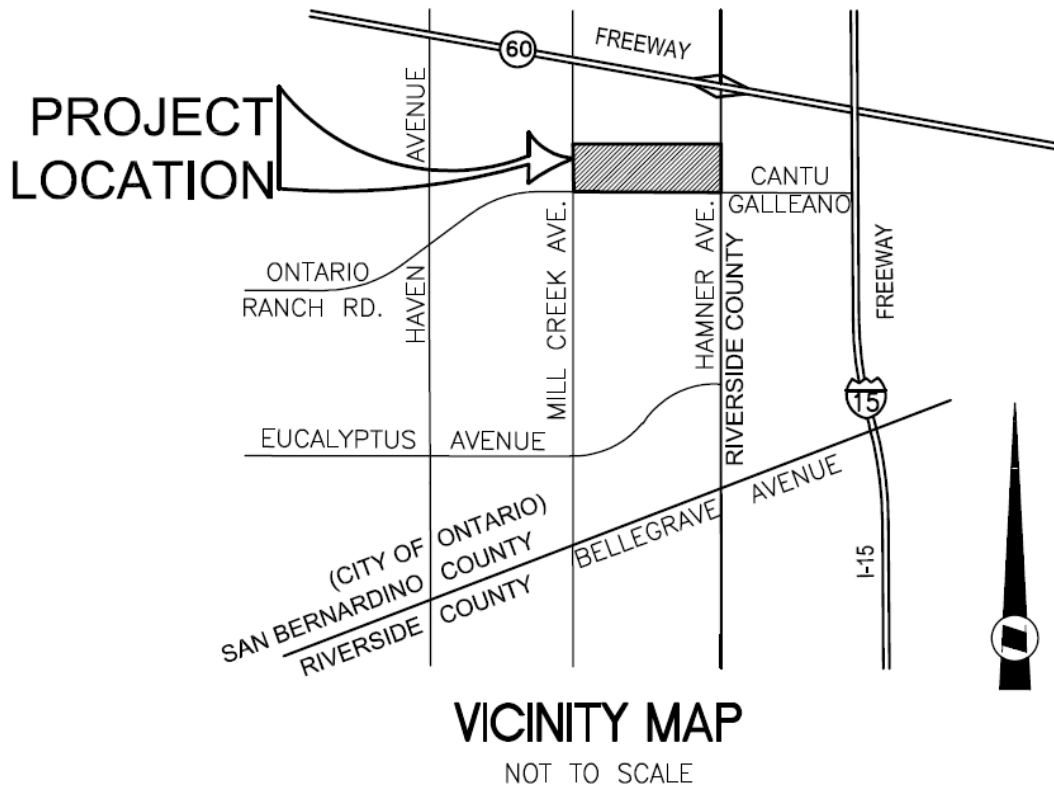 60
FREEWAY
PROJECT
LOCATION
HAVEN AVENUE
CANTU
GALLEANO
ONTARIO
RANCH RD.
MILL CREEK AVE.
HAMNER AVE.
RIVERSIDE COUNTY
FREEWAY
15
EUCALYPTUS AVENUE
BELLEGRAVE AVENUE
(CITY OF ONTARIO)
SAN BERNARDINO COUNTY
RIVERSIDE COUNTY
I-15
VICINITY MAP
NOT TO SCALE